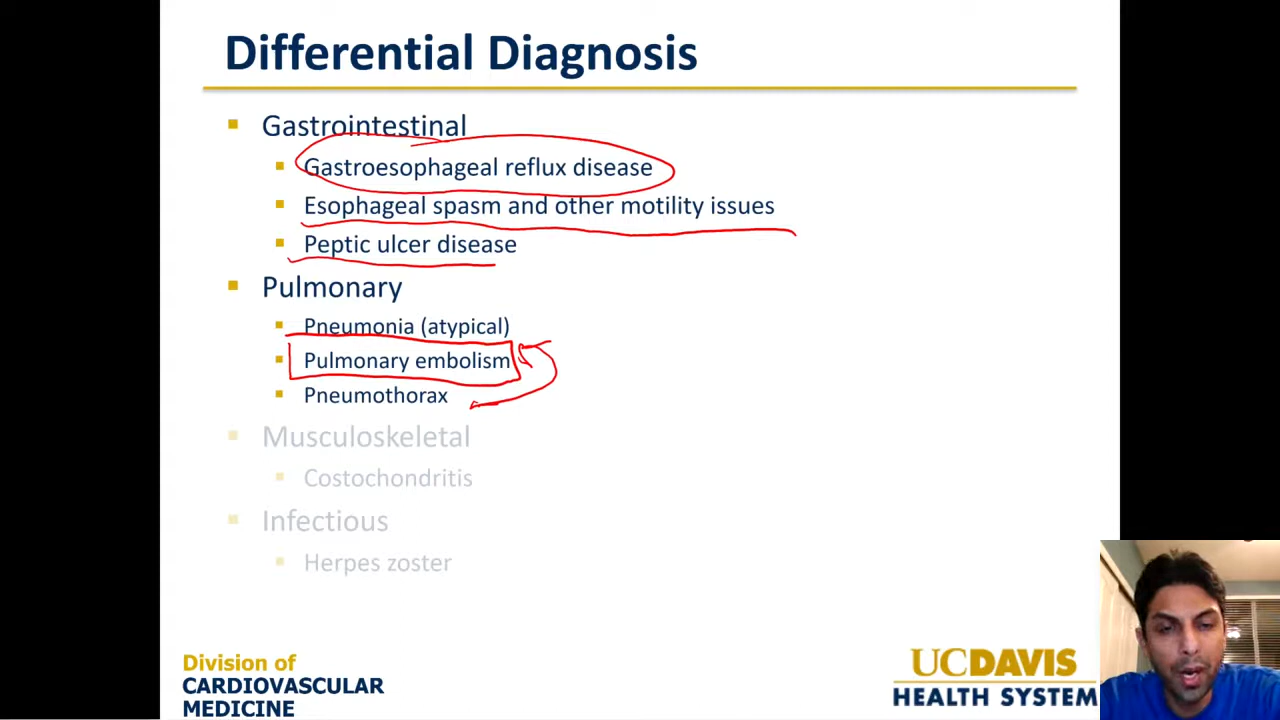 Differential Diagnosis
Gastrointestinal
Gastroesophageal reflux disease
Esophageal spasm and other motility issues
Peptic ulcer disease
Pulmonary
Pneumonia (atypical)
Pulmonary embolism
Pneumothorax
Musculoskeletal
Costochondritis
Infectious
Herpes zoster
Division of
CARDIOVASCULAR
MEDICINE
UCDAVIS
HEALTH SYSTEM